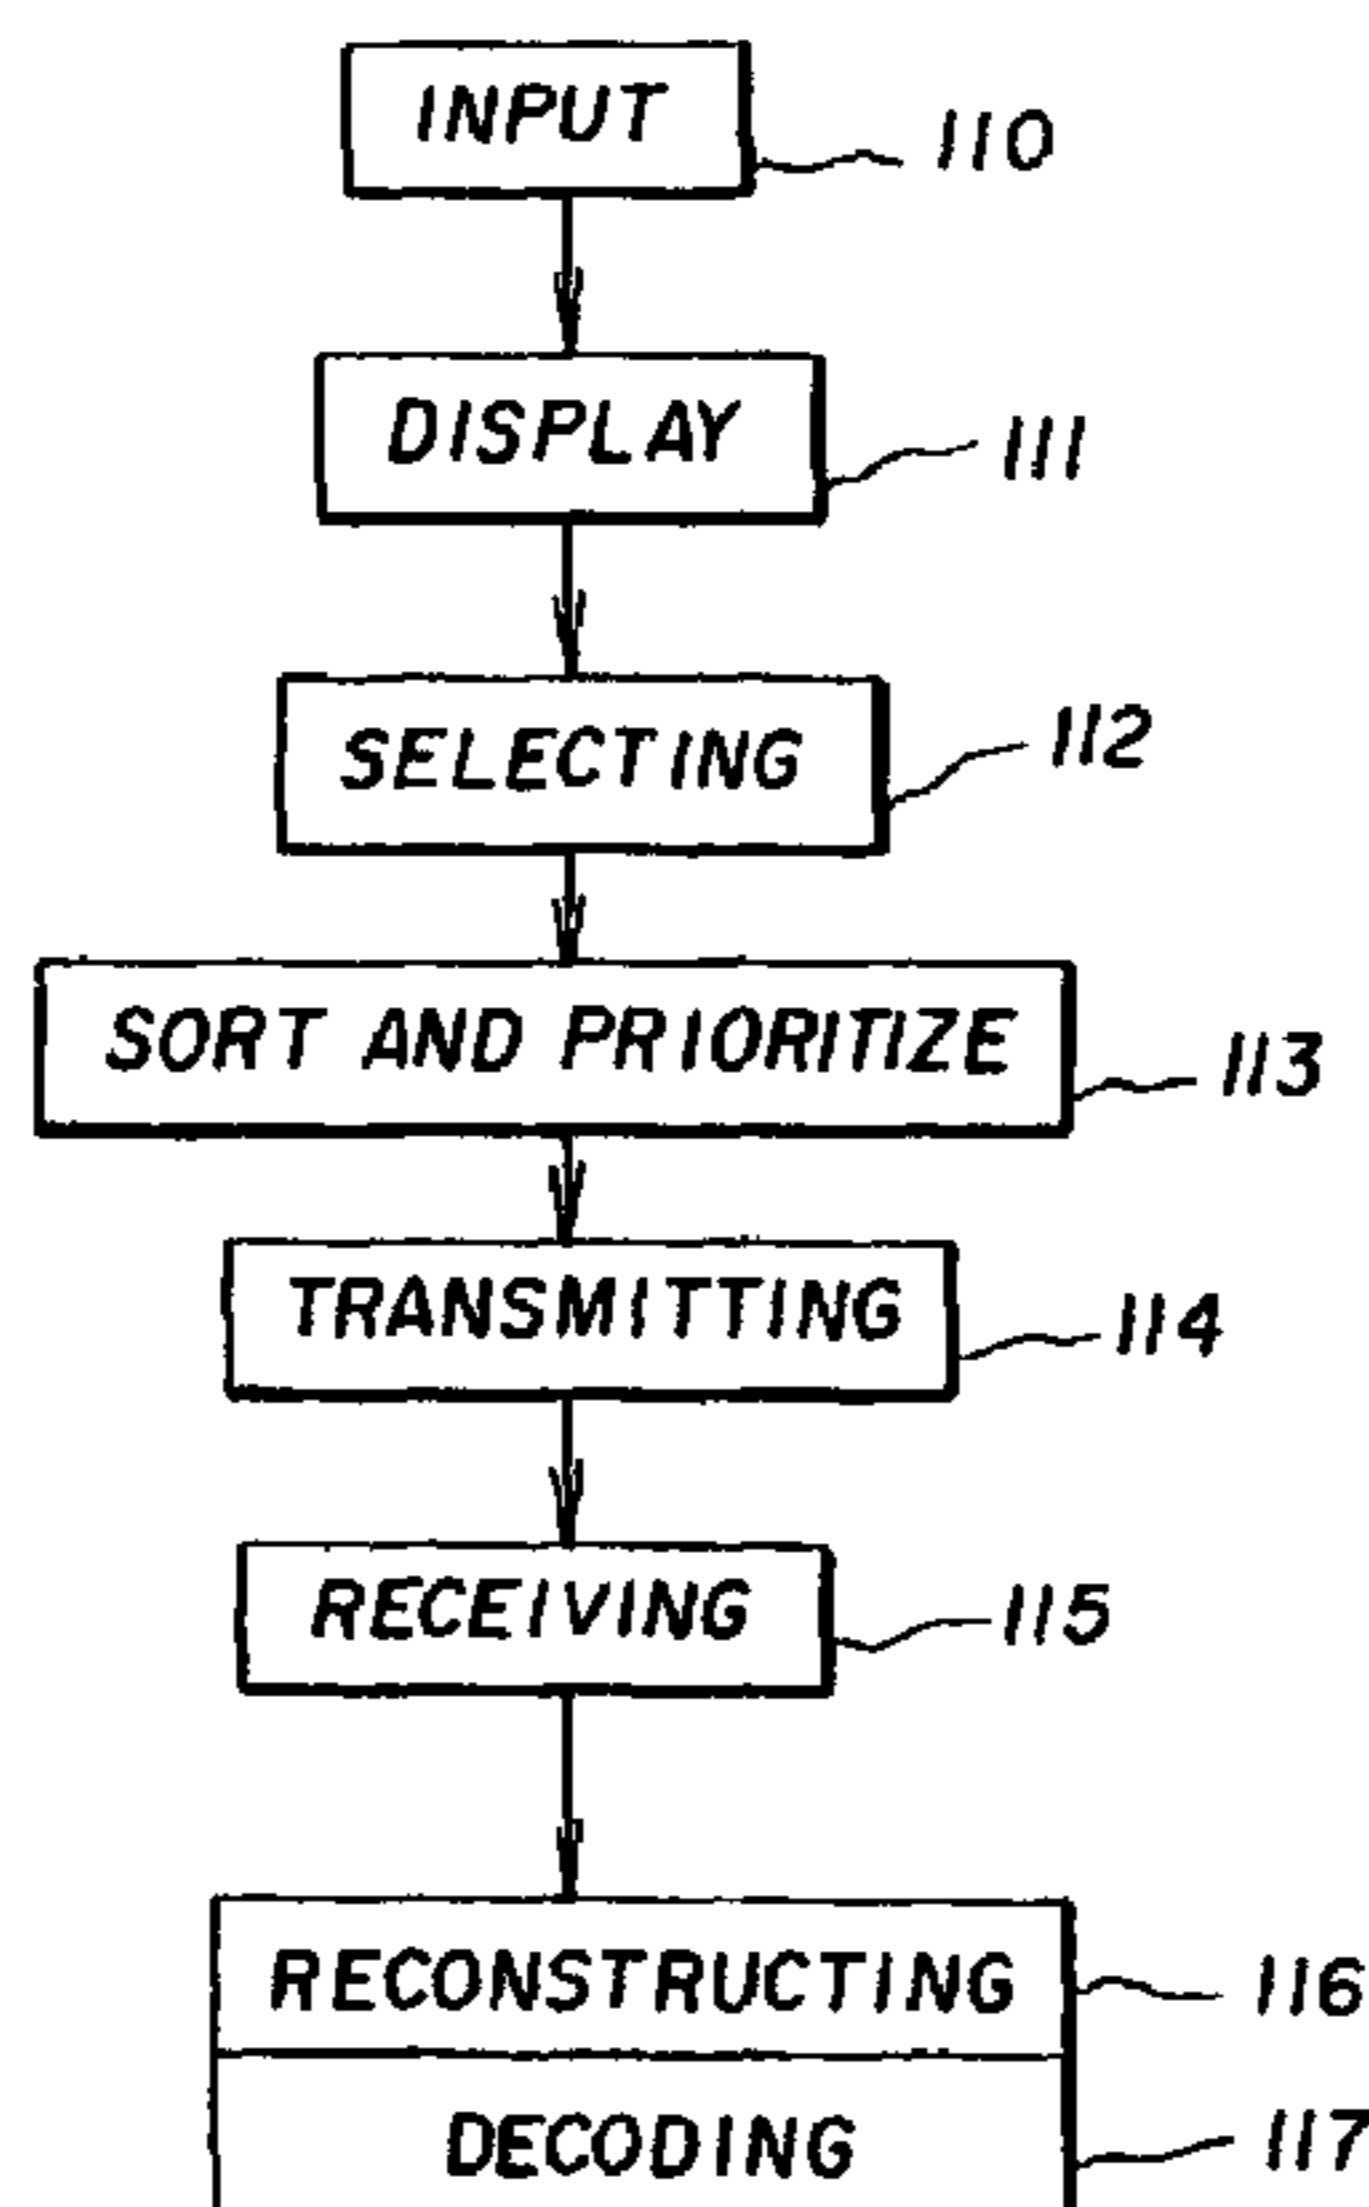 INPUT 110
DISPLAY 111
SELECTING 112
SORT AND PRIORITIZE 113
TRANSMITTING 114
RECEIVING 115
RECONSTRUCTING 116
DECODING 117